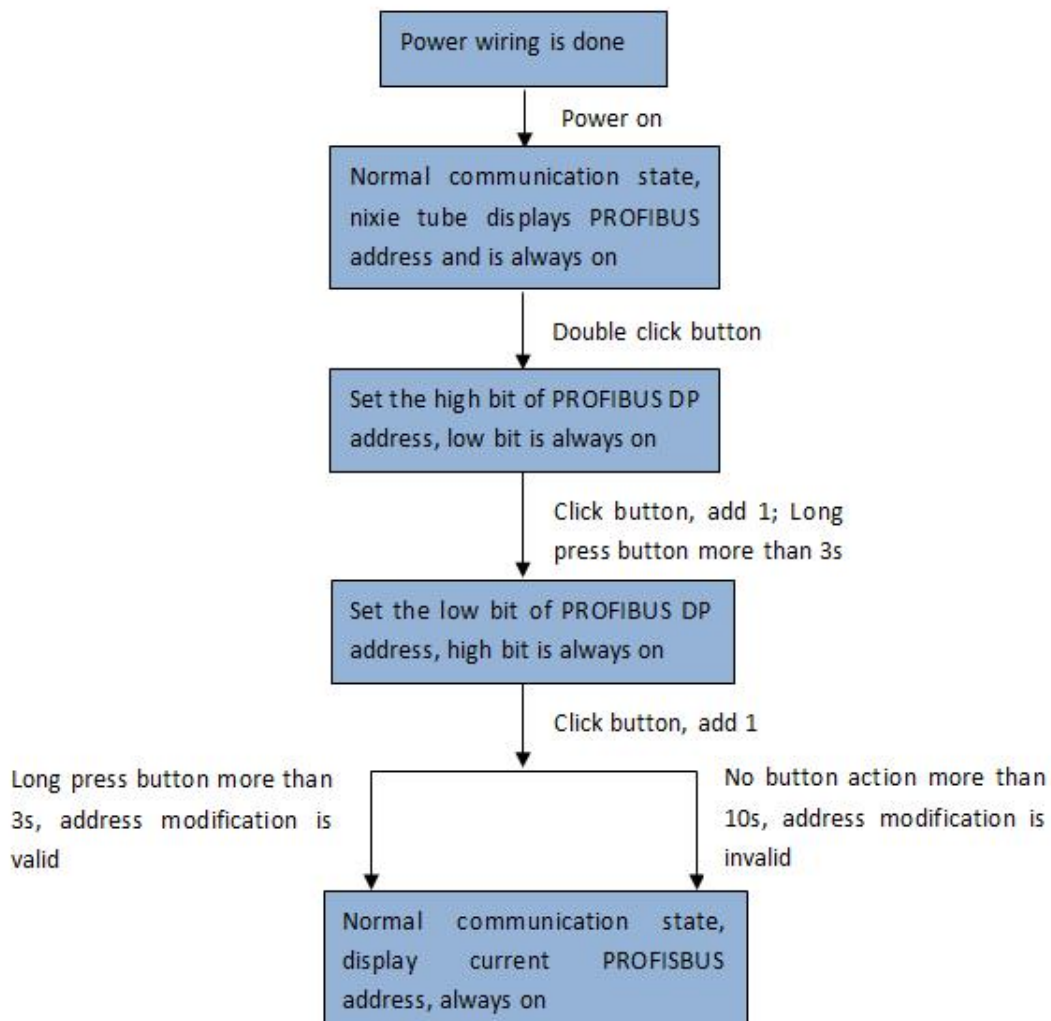 Power wiring is done
Power on
Normal communication state,
nixie tube displays PROFIBUS
address and is always on
Double click button
Set the high bit of PROFIBUS DP
address, low bit is always on
Click button, add 1; Long
press button more than 3s
Set the low bit of PROFIBUS DP
address, high bit is always on
Click button, add 1
Long press button more than
3s, address modification is
valid
No button action more than
10s, address modification is
invalid
Normal communication state,
display current PROFISBUS
address, always on